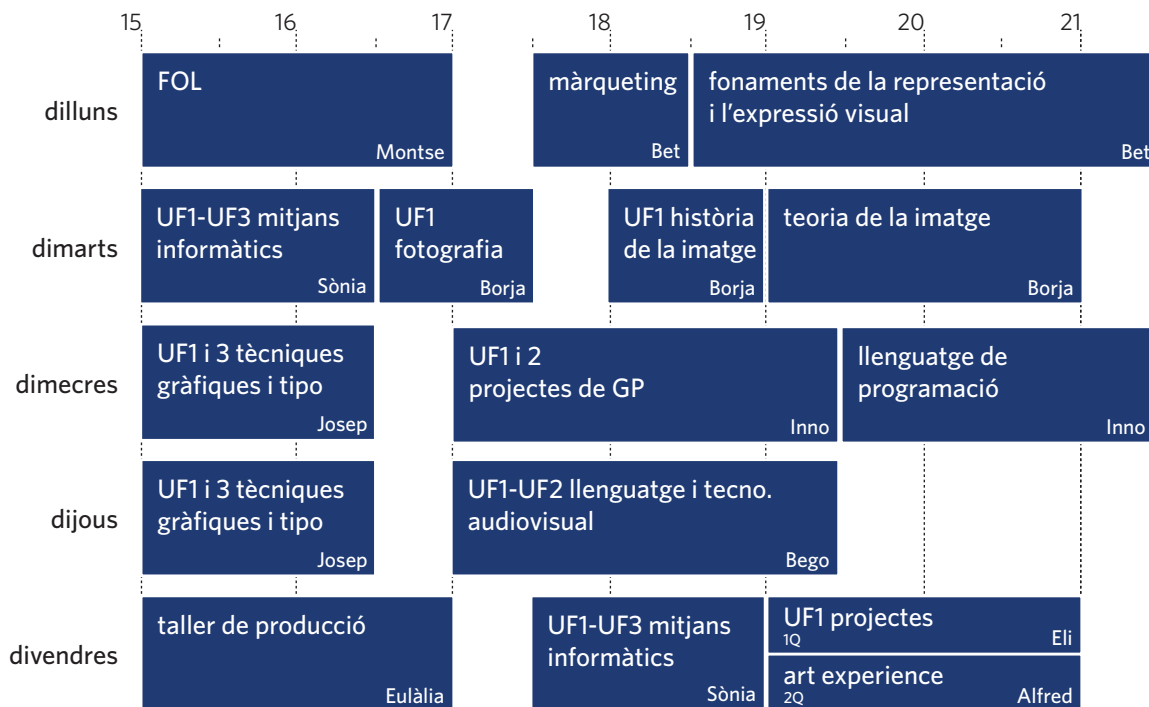 15 16 17 18 19 20 21
dilluns
FOL
Montse
màrqueting
Bet
fonaments de la representació
i l'expressió visual
Bet
dimarts
UF1-UF3 mitjans
informàtics
Sònia
UF1
fotografia
Borja
UF1 història
de la imatge
Borja
teoria de la imatge
Borja
dimecres
UF1 i 3 tècniques
gràfiques i tipo
Josep
UF1 i 2
projectes de GP
Inno
llenguatge de
programació
Inno
dijous
UF1 i 3 tècniques
gràfiques i tipo
Josep
UF1-UF2 llenguatge i tecno.
audiovisual
Bego
divendres
taller de producció
Eulàlia
UF1-UF3 mitjans
informàtics
Sònia
UF1 projectes
1Q
Eli
art experience
2Q
Alfred